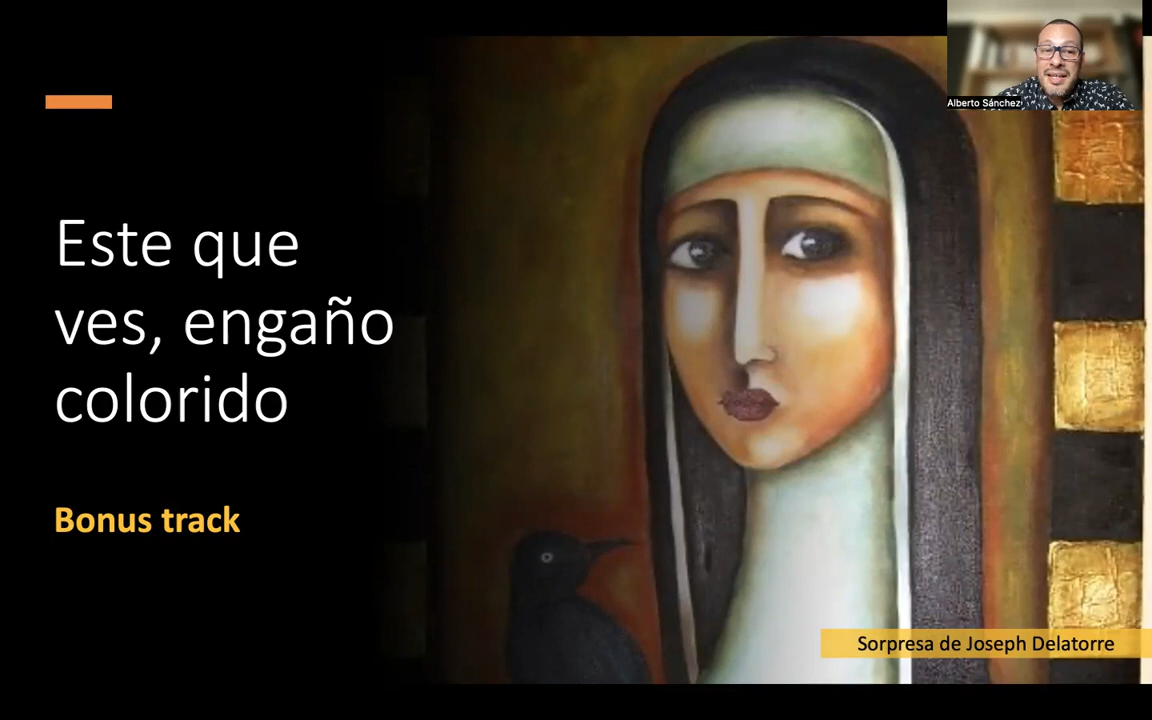 Alberto Sánchez
Este que
ves, engaño
colorido
Bonus track
Sorpresa de Joseph Delatorre